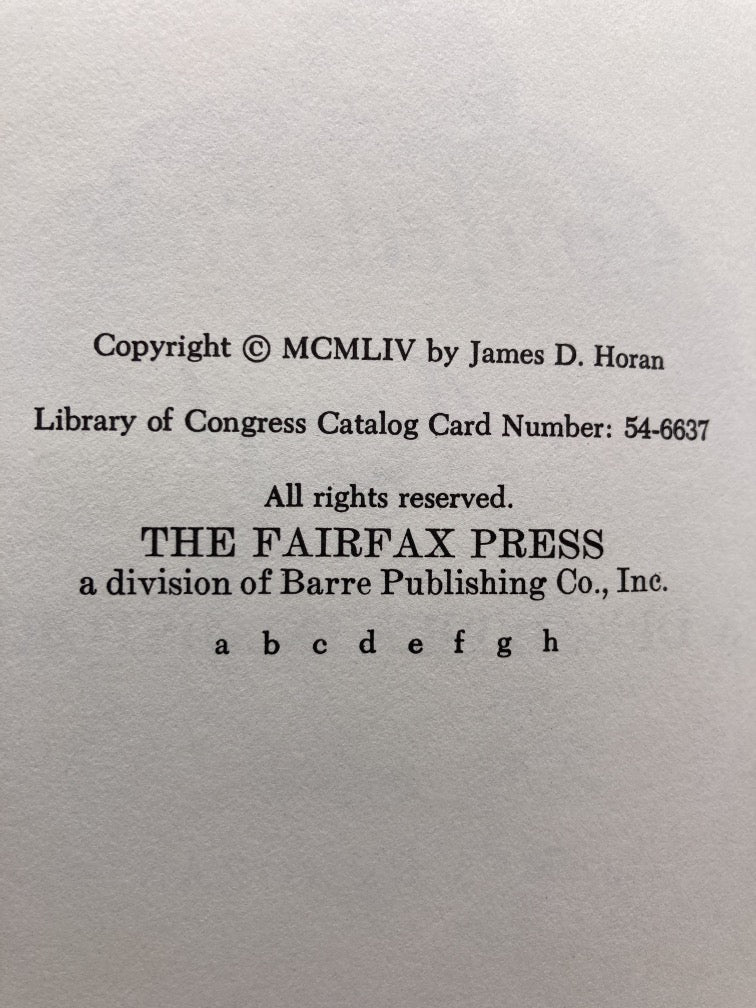 Copyright © MCMLIV by James D. Horan
Library of Congress Catalog Card Number: 54-6637
All rights reserved.
THE FAIRFAX PRESS
a division of Barre Publishing Co., Inc.
a b c d e f g h